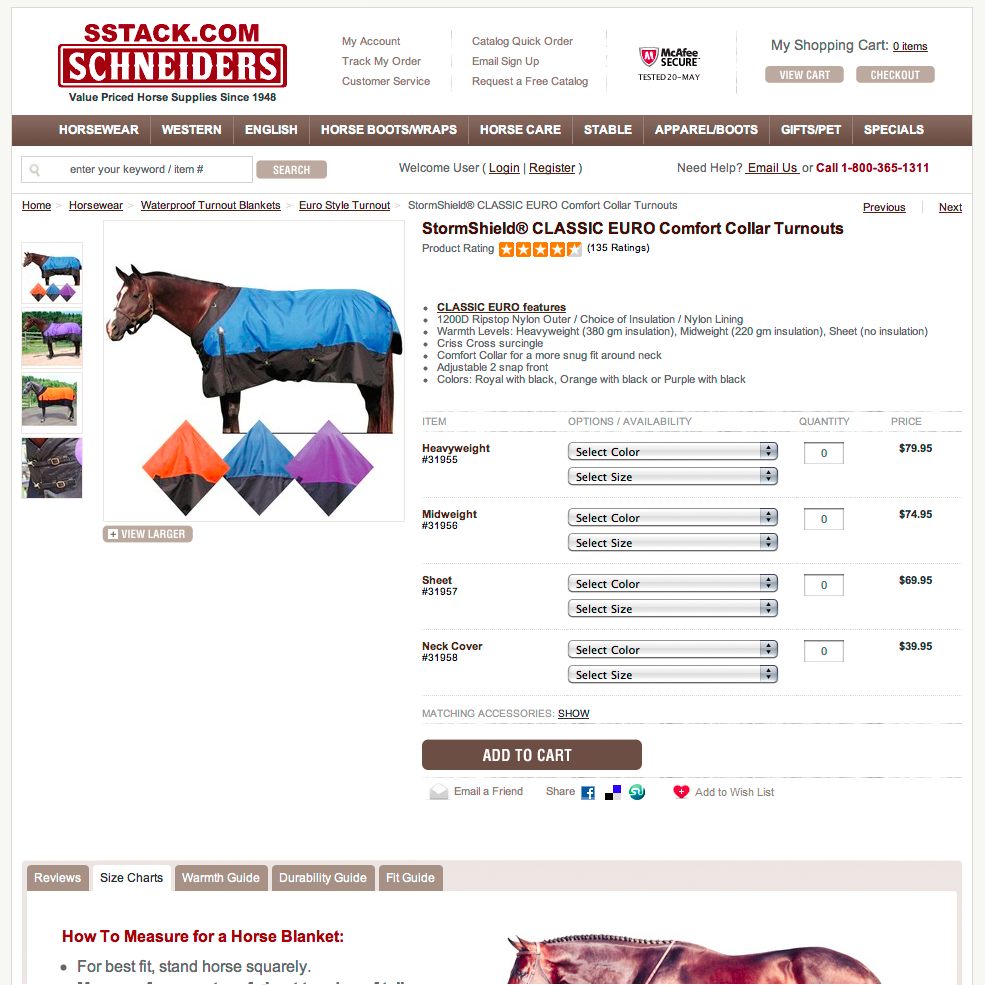 SSTACK.COM
SCHNEIDERS
Value Priced Horse Supplies Since 1948
My Account
Track My Order
Customer Service
Catalog Quick Order
Email Sign Up
Request a Free Catalog
McAfee
SECURE™
TESTED 20-MAY
My Shopping Cart: 0 items
VIEW CART CHECKOUT
HORSEWEAR WESTERN ENGLISH HORSE BOOTS/WRAPS HORSE CARE STABLE APPAREL/BOOTS GIFTS/PET SPECIALS
enter your keyword / item # SEARCH Welcome User ( Login | Register ) Need Help? Email Us or Call 1-800-365-1311
Home > Horsewear > Waterproof Turnout Blankets > Euro Style Turnout > StormShield® CLASSIC EURO Comfort Collar Turnouts Previous | Next
StormShield® CLASSIC EURO Comfort Collar Turnouts
Product Rating (135 Ratings)
• CLASSIC EURO features
• 1200D Ripstop Nylon Outer / Choice of Insulation / Nylon Lining
• Warmth Levels: Heavyweight (380 gm insulation), Midweight (220 gm insulation), Sheet (no insulation)
• Criss Cross surcingle
• Comfort Collar for a more snug fit around neck
• Adjustable 2 snap front
• Colors: Royal with black, Orange with black or Purple with black
+ VIEW LARGER
ITEM OPTIONS / AVAILABILITY QUANTITY PRICE
Heavyweight Select Color 0 $79.95
#31955 Select Size
Midweight Select Color 0 $74.95
#31956 Select Size
Sheet Select Color 0 $69.95
#31957 Select Size
Neck Cover Select Color 0 $39.95
#31958 Select Size
MATCHING ACCESSORIES: SHOW
ADD TO CART
Email a Friend Share Add to Wish List
Reviews Size Charts Warmth Guide Durability Guide Fit Guide
How To Measure for a Horse Blanket:
• For best fit, stand horse squarely.